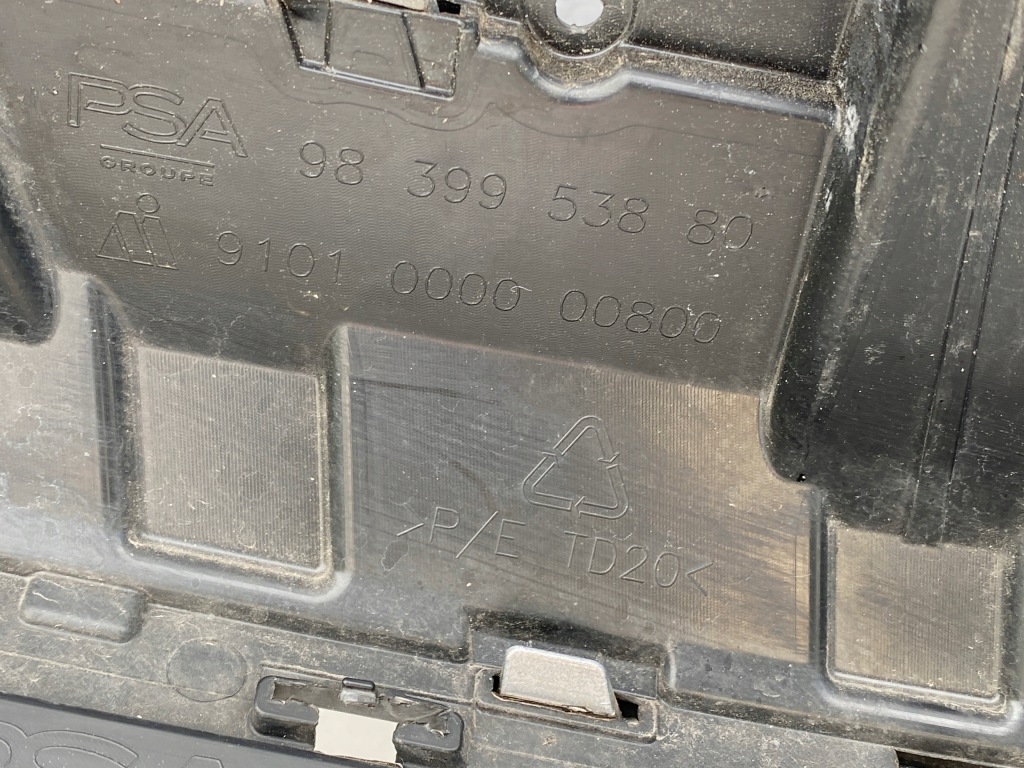 PSA
GROUPE
98 399 538 80
9101 0000 00800
>P/E TD20<